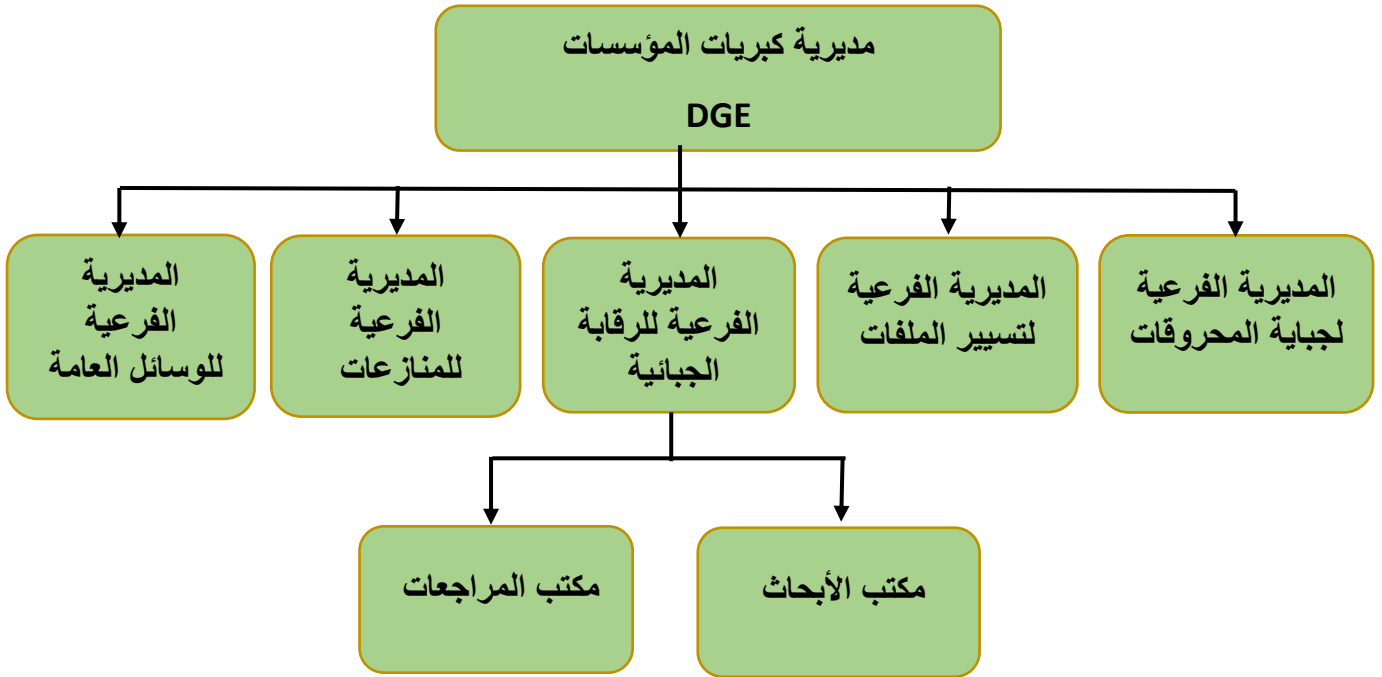 مديرية كبريات المؤسسات
DGE
المديرية الفرعية
لجباية المحروقات
المديرية الفرعية
لتسيير الملفات
المديرية
الفرعية للرقابة
الجبائية
المديرية
الفرعية
للمنازعات
المديرية
الفرعية
للوسائل العامة
مكتب الأبحاث
مكتب المراجعات